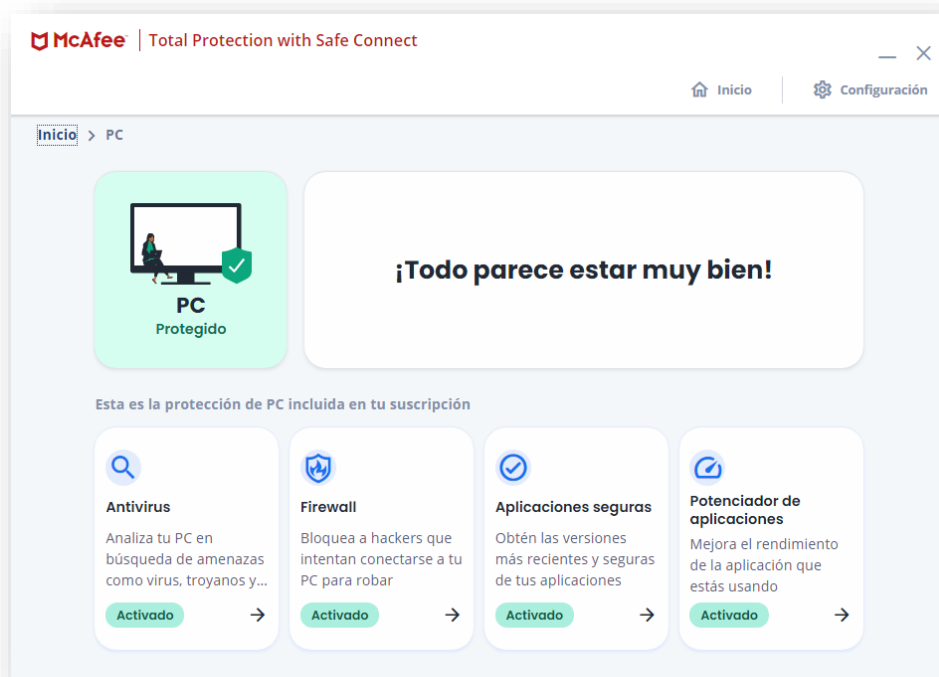 McAfee | Total Protection with Safe Connect
Inicio
Configuración
Inicio > PC
PC
Protegido
¡Todo parece estar muy bien!
Esta es la protección de PC incluida en tu suscripción
Antivirus
Analiza tu PC en
búsqueda de amenazas
como virus, troyanos y...
Activado
Firewall
Bloquea a hackers que
intentan conectarse a tu
PC para robar
Activado
Aplicaciones seguras
Obtén las versiones
más recientes y seguras
de tus aplicaciones
Activado
Potenciador de
aplicaciones
Mejora el rendimiento
de la aplicación que
estás usando
Activado